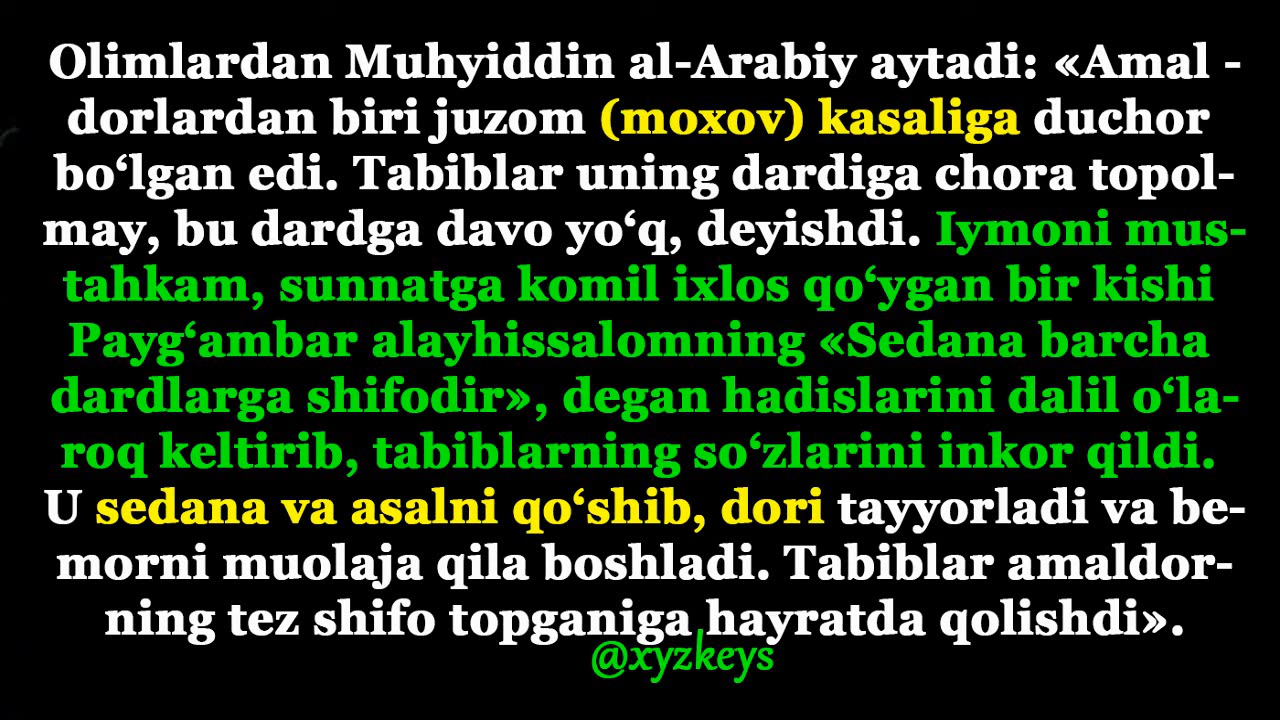 Olimlardan Muhyiddin al-Arabiy aytadi: «Amal -
dorlardan biri juzom (moxov) kasaliga duchor
bo‘lgan edi. Tabiblar uning dardiga chora topol-
may, bu dardga davo yo‘q, deyishdi. Iymoni mus-
tahkam, sunnatga komil ixlos qo‘ygan bir kishi
Payg‘ambar alayhissalomning «Sedana barcha
dardlarga shifodir», degan hadislarini dalil o‘la-
roq keltirib, tabiblarning so‘zlarini inkor qildi.
U sedana va asalni qo‘shib, dori tayyorladi va be-
morni muolaja qila boshladi. Tabiblar amaldor-
ning tez shifo topganiga hayratda qolishdi».
@xyzkeys